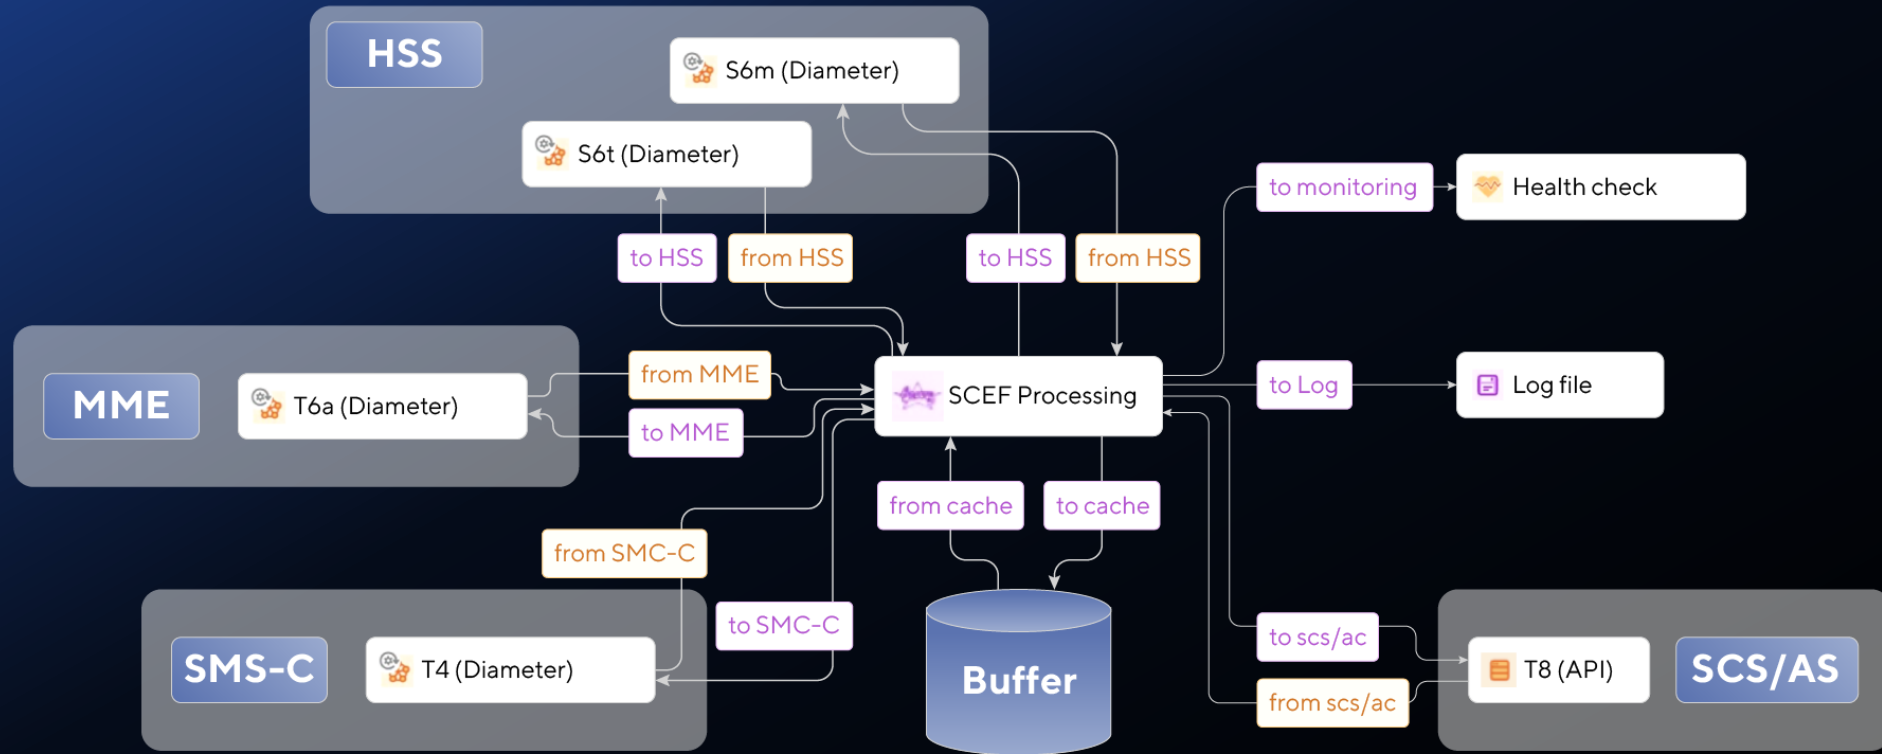 HSS
S6m (Diameter)
S6t (Diameter)
to monitoring
Health check
to HSS
from HSS
to HSS
from HSS
MME
T6a (Diameter)
from MME
to MME
SCEF Processing
to Log
Log file
from cache
to cache
from SMC-C
to SMC-C
SMS-C
T4 (Diameter)
Buffer
to scs/ac
from scs/ac
T8 (API)
SCS/AS